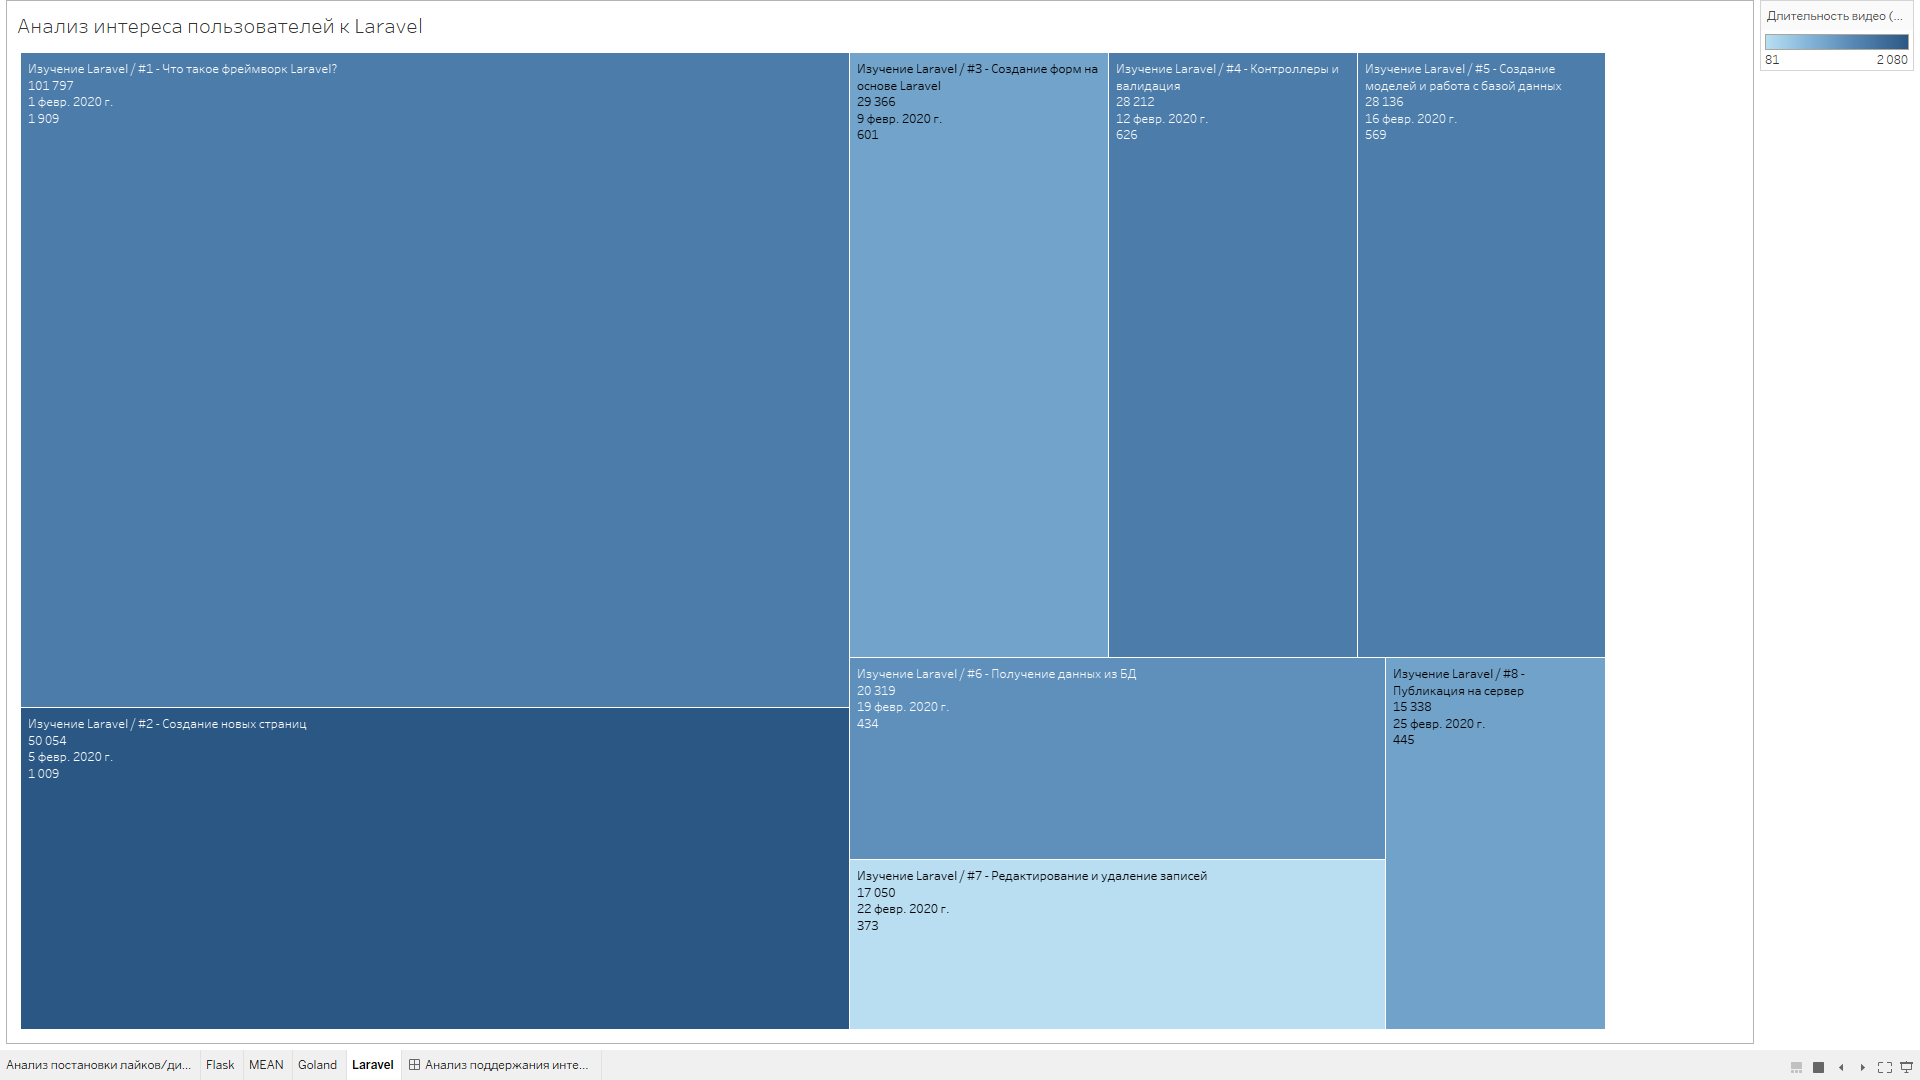 Анализ интереса пользователей к Laravel
Изучение Laravel / #1 - Что такое фреймворк Laravel?
101 797
1 февр. 2020 г.
1 909
Изучение Laravel / #2 - Создание новых страниц
50 054
5 февр. 2020 г.
1 009
Изучение Laravel / #3 - Создание форм на
основе Laravel
29 366
9 февр. 2020 г.
601
Изучение Laravel / #4 - Контроллеры и
валидация
28 212
12 февр. 2020 г.
626
Изучение Laravel / #5 - Создание
моделей и работа с базой данных
28 136
16 февр. 2020 г.
569
Изучение Laravel / #6 - Получение данных из БД
20 319
19 февр. 2020 г.
434
Изучение Laravel / #7 - Редактирование и удаление записей
17 050
22 февр. 2020 г.
373
Изучение Laravel / #8 -
Публикация на сервер
15 338
25 февр. 2020 г.
445
Длительность видео (...
81 2 080
Анализ постановки лайков/ди... Flask MEAN Goland Laravel Анализ поддержания инте...